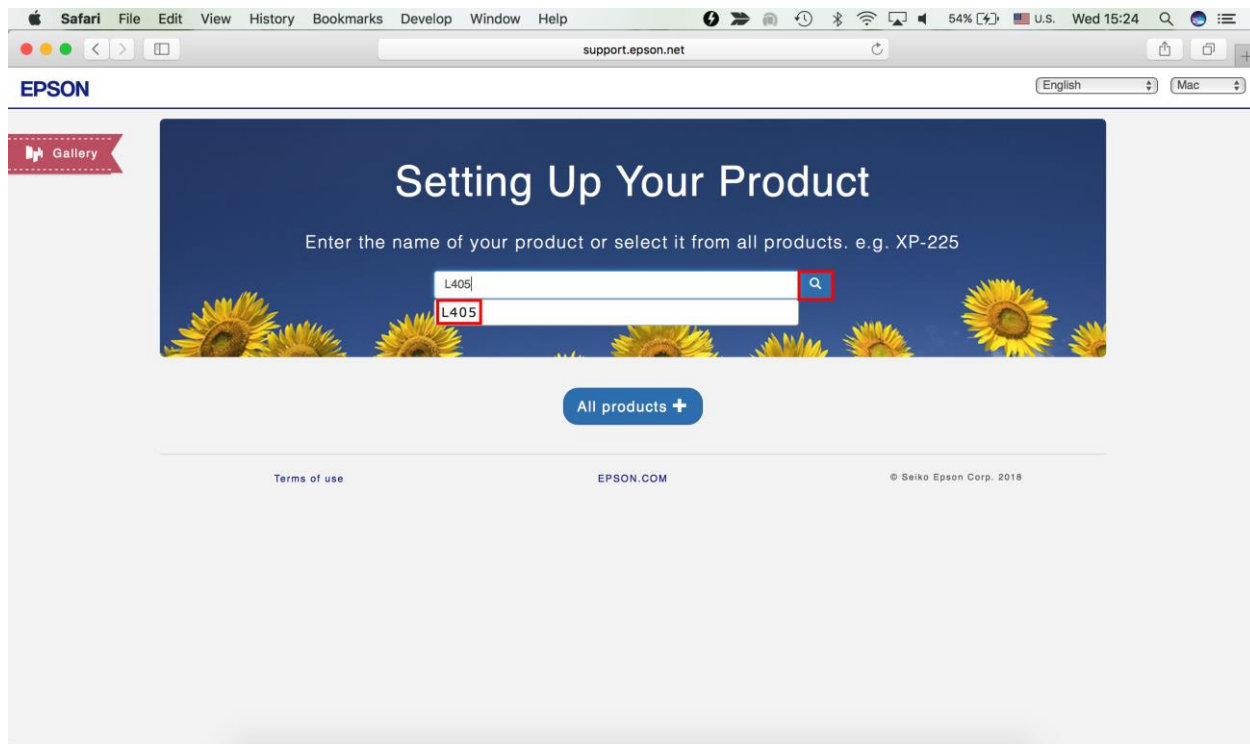 Safari File Edit View History Bookmarks Develop Window Help 54% U.S. Wed 15:24
support.epson.net
EPSON
English Mac
Gallery
Setting Up Your Product
Enter the name of your product or select it from all products. e.g. XP-225
L405
L405
All products +
Terms of use EPSON.COM © Seiko Epson Corp. 2018